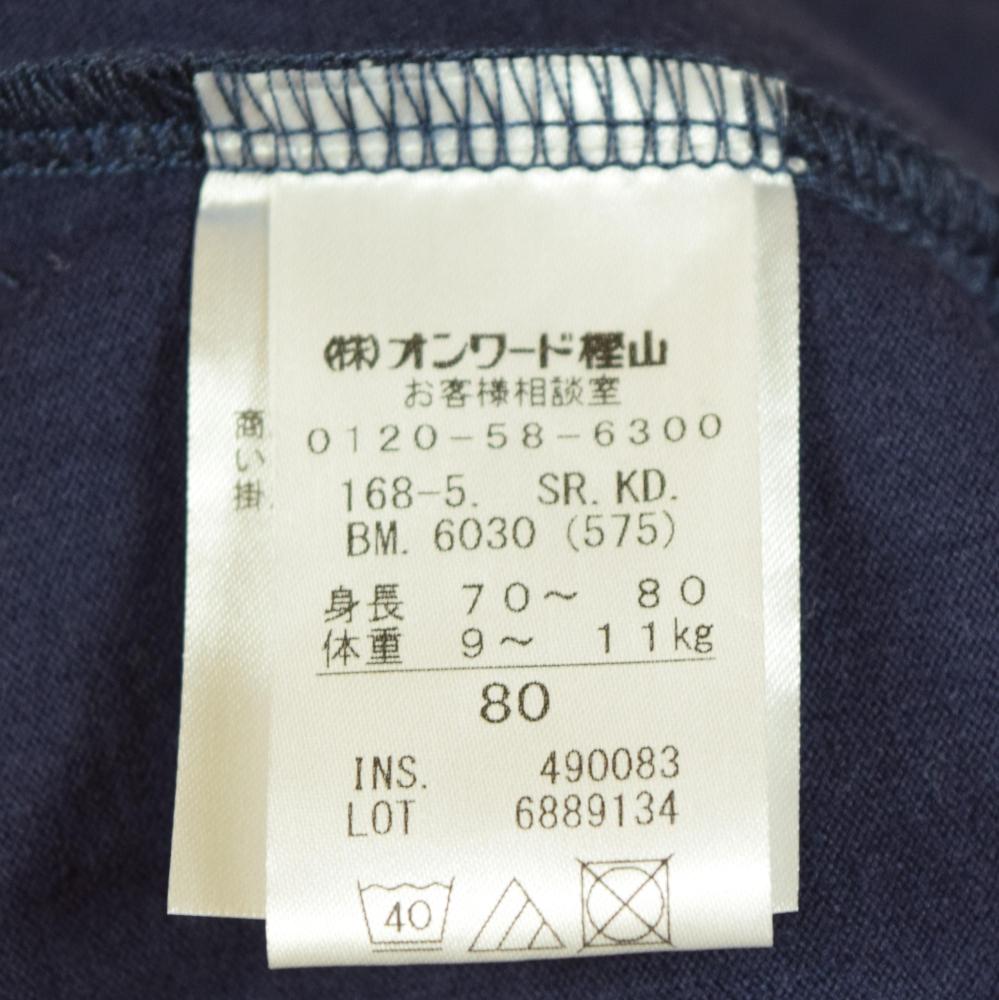 (株)オンワード樫山
お客様相談室
0120-58-6300
168-5. SR. KD.
BM. 6030 (575)
身長 70～ 80
体重 9～ 11kg
80
INS. 490083
LOT 6889134
40
商
い
掛